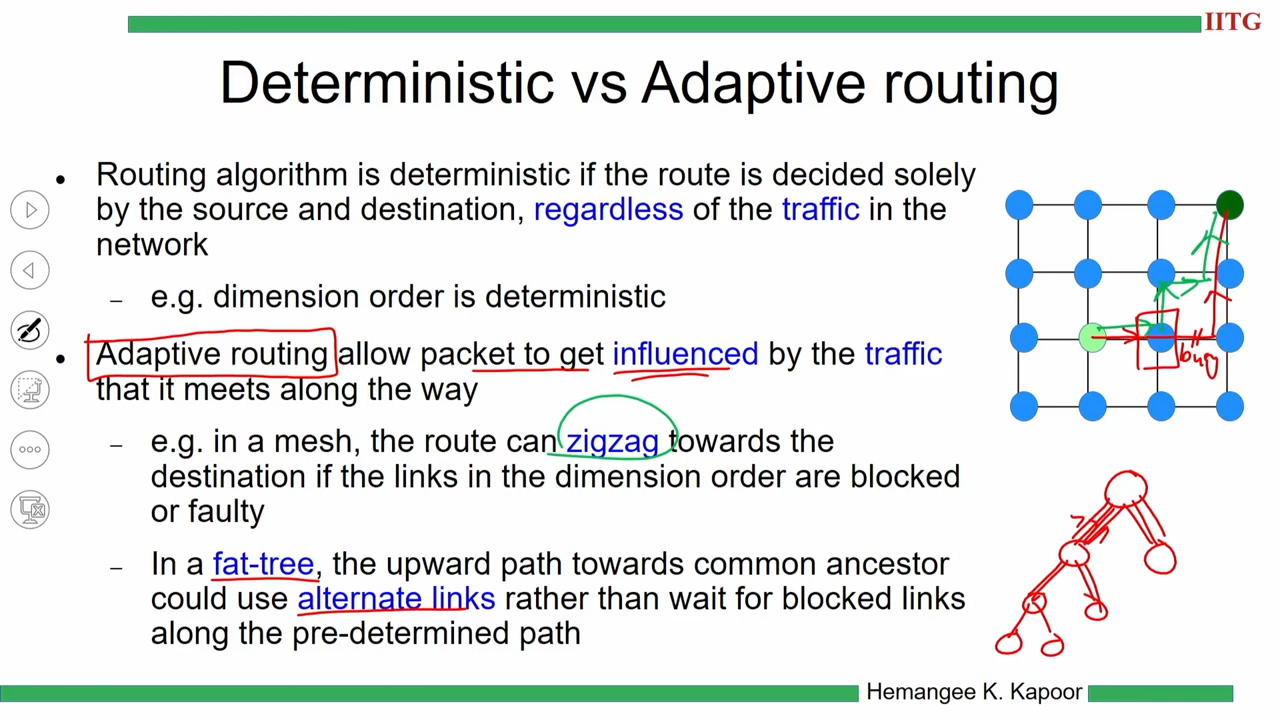 IITG
Deterministic vs Adaptive routing
• Routing algorithm is deterministic if the route is decided solely
by the source and destination, regardless of the traffic in the
network
– e.g. dimension order is deterministic
• Adaptive routing allow packet to get influenced by the traffic
that it meets along the way
– e.g. in a mesh, the route can zigzag towards the
destination if the links in the dimension order are blocked
or faulty
– In a fat-tree, the upward path towards common ancestor
could use alternate links rather than wait for blocked links
along the pre-determined path
busy
Hemangee K. Kapoor